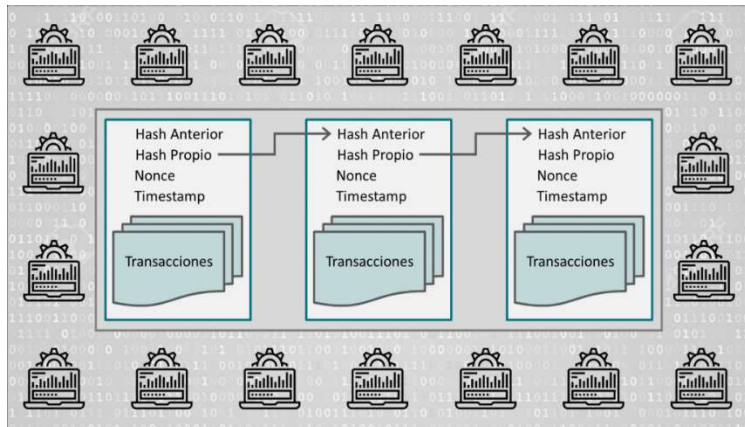 Hash Anterior
Hash Propio
Nonce
Timestamp
Transacciones
Hash Anterior
Hash Propio
Nonce
Timestamp
Transacciones
Hash Anterior
Hash Propio
Nonce
Timestamp
Transacciones